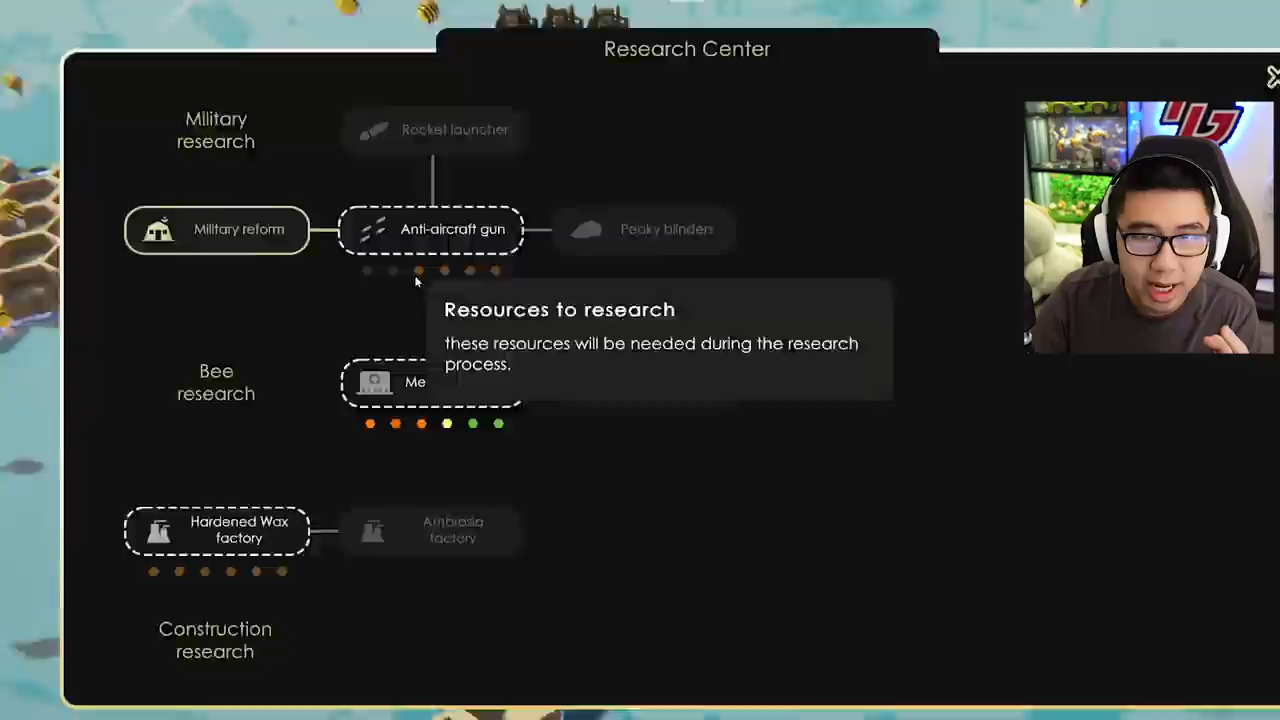 Research Center
Military
research
Rocket launcher
Military reform
Anti-aircraft gun
Peaky blinders
Resources to research
these resources will be needed during the research
process.
Bee
research
Me
Hardened Wax
factory
Ambrosia
factory
Construction
research